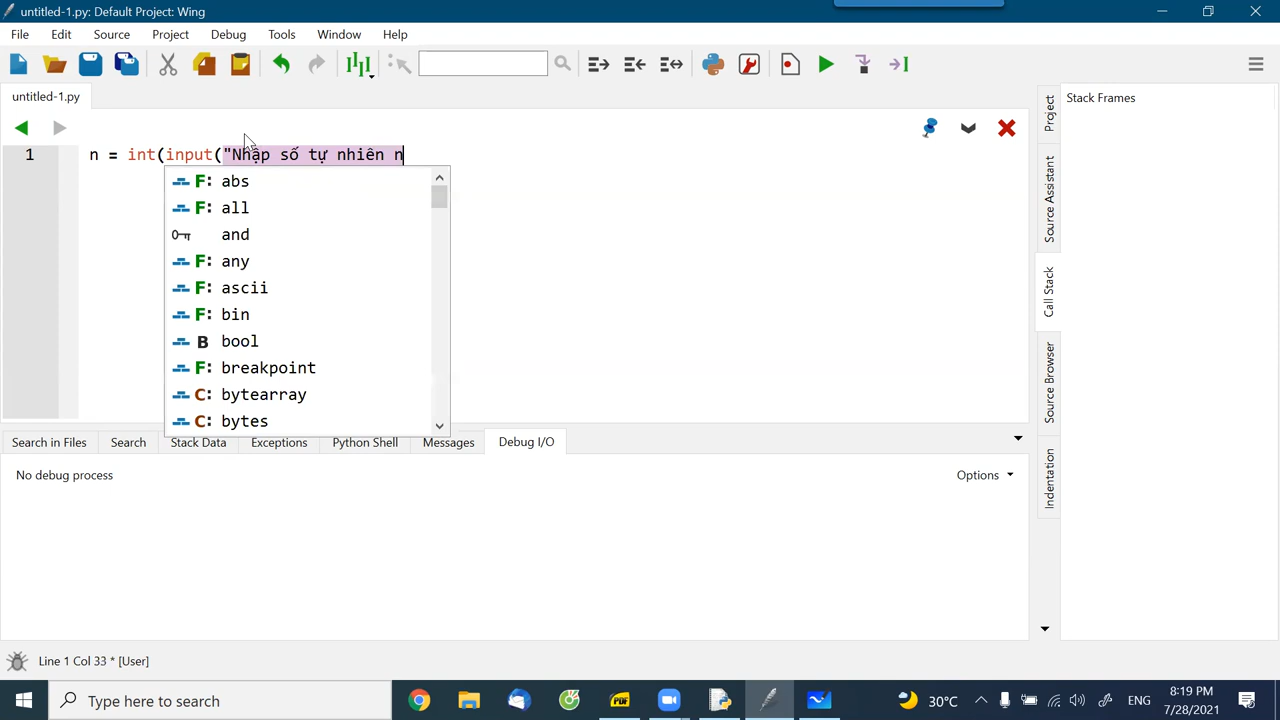 untitled-1.py: Default Project: Wing
File Edit Source Project Debug Tools Window Help
untitled-1.py
1 n = int(input("Nhập số tự nhiên n
F: abs
F: all
and
F: any
F: ascii
F: bin
B bool
F: breakpoint
C: bytearray
C: bytes
Stack Frames
Project
Source Assistant
Call Stack
Source Browser
Indentation
Search in Files Search Stack Data Exceptions Python Shell Messages Debug I/O
No debug process Options
Line 1 Col 33 * [User]
Type here to search
PDF
30°C ENG 8:19 PM
7/28/2021